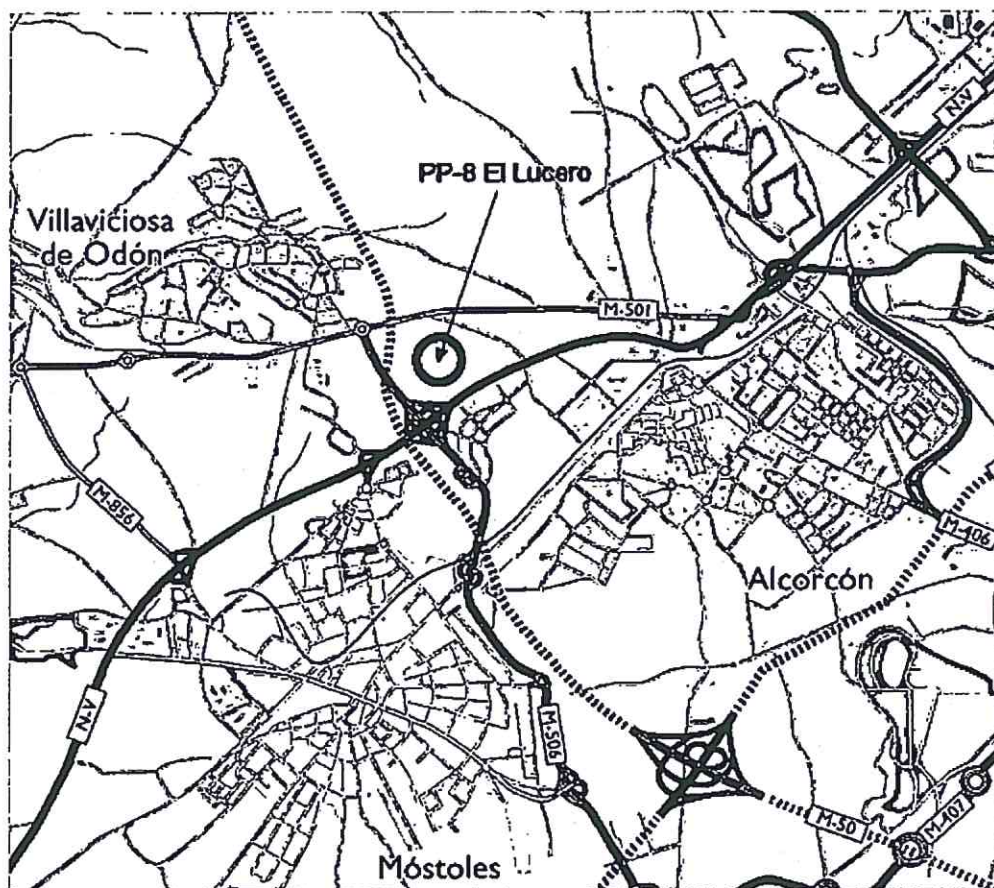 N-V
PP-8 El Lucero
Villaviciosa
de Odón
M-501
M-856
M-406
Alcorcón
N-V
M-506
M-50
M-407
Móstoles